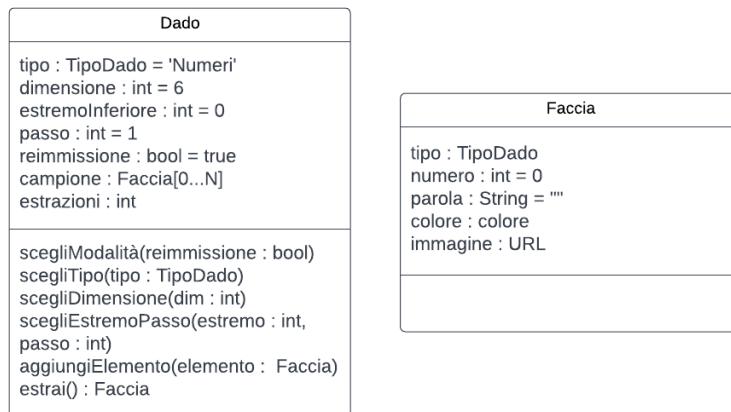 Dado
tipo : TipoDado = 'Numeri'
dimensione : int = 6
estremoInferiore : int = 0
passo : int = 1
reimmissione : bool = true
campione : Faccia[0...N]
estrazioni : int
scegliModalità(reimmissione : bool)
scegliTipo(tipo : TipoDado)
scegliDimensione(dim : int)
scegliEstremoPasso(estremo : int,
passo : int)
aggiungiElemento(elemento :  Faccia)
estrai() : Faccia
Faccia
tipo : TipoDado
numero : int = 0
parola : String = ""
colore : colore
immagine : URL